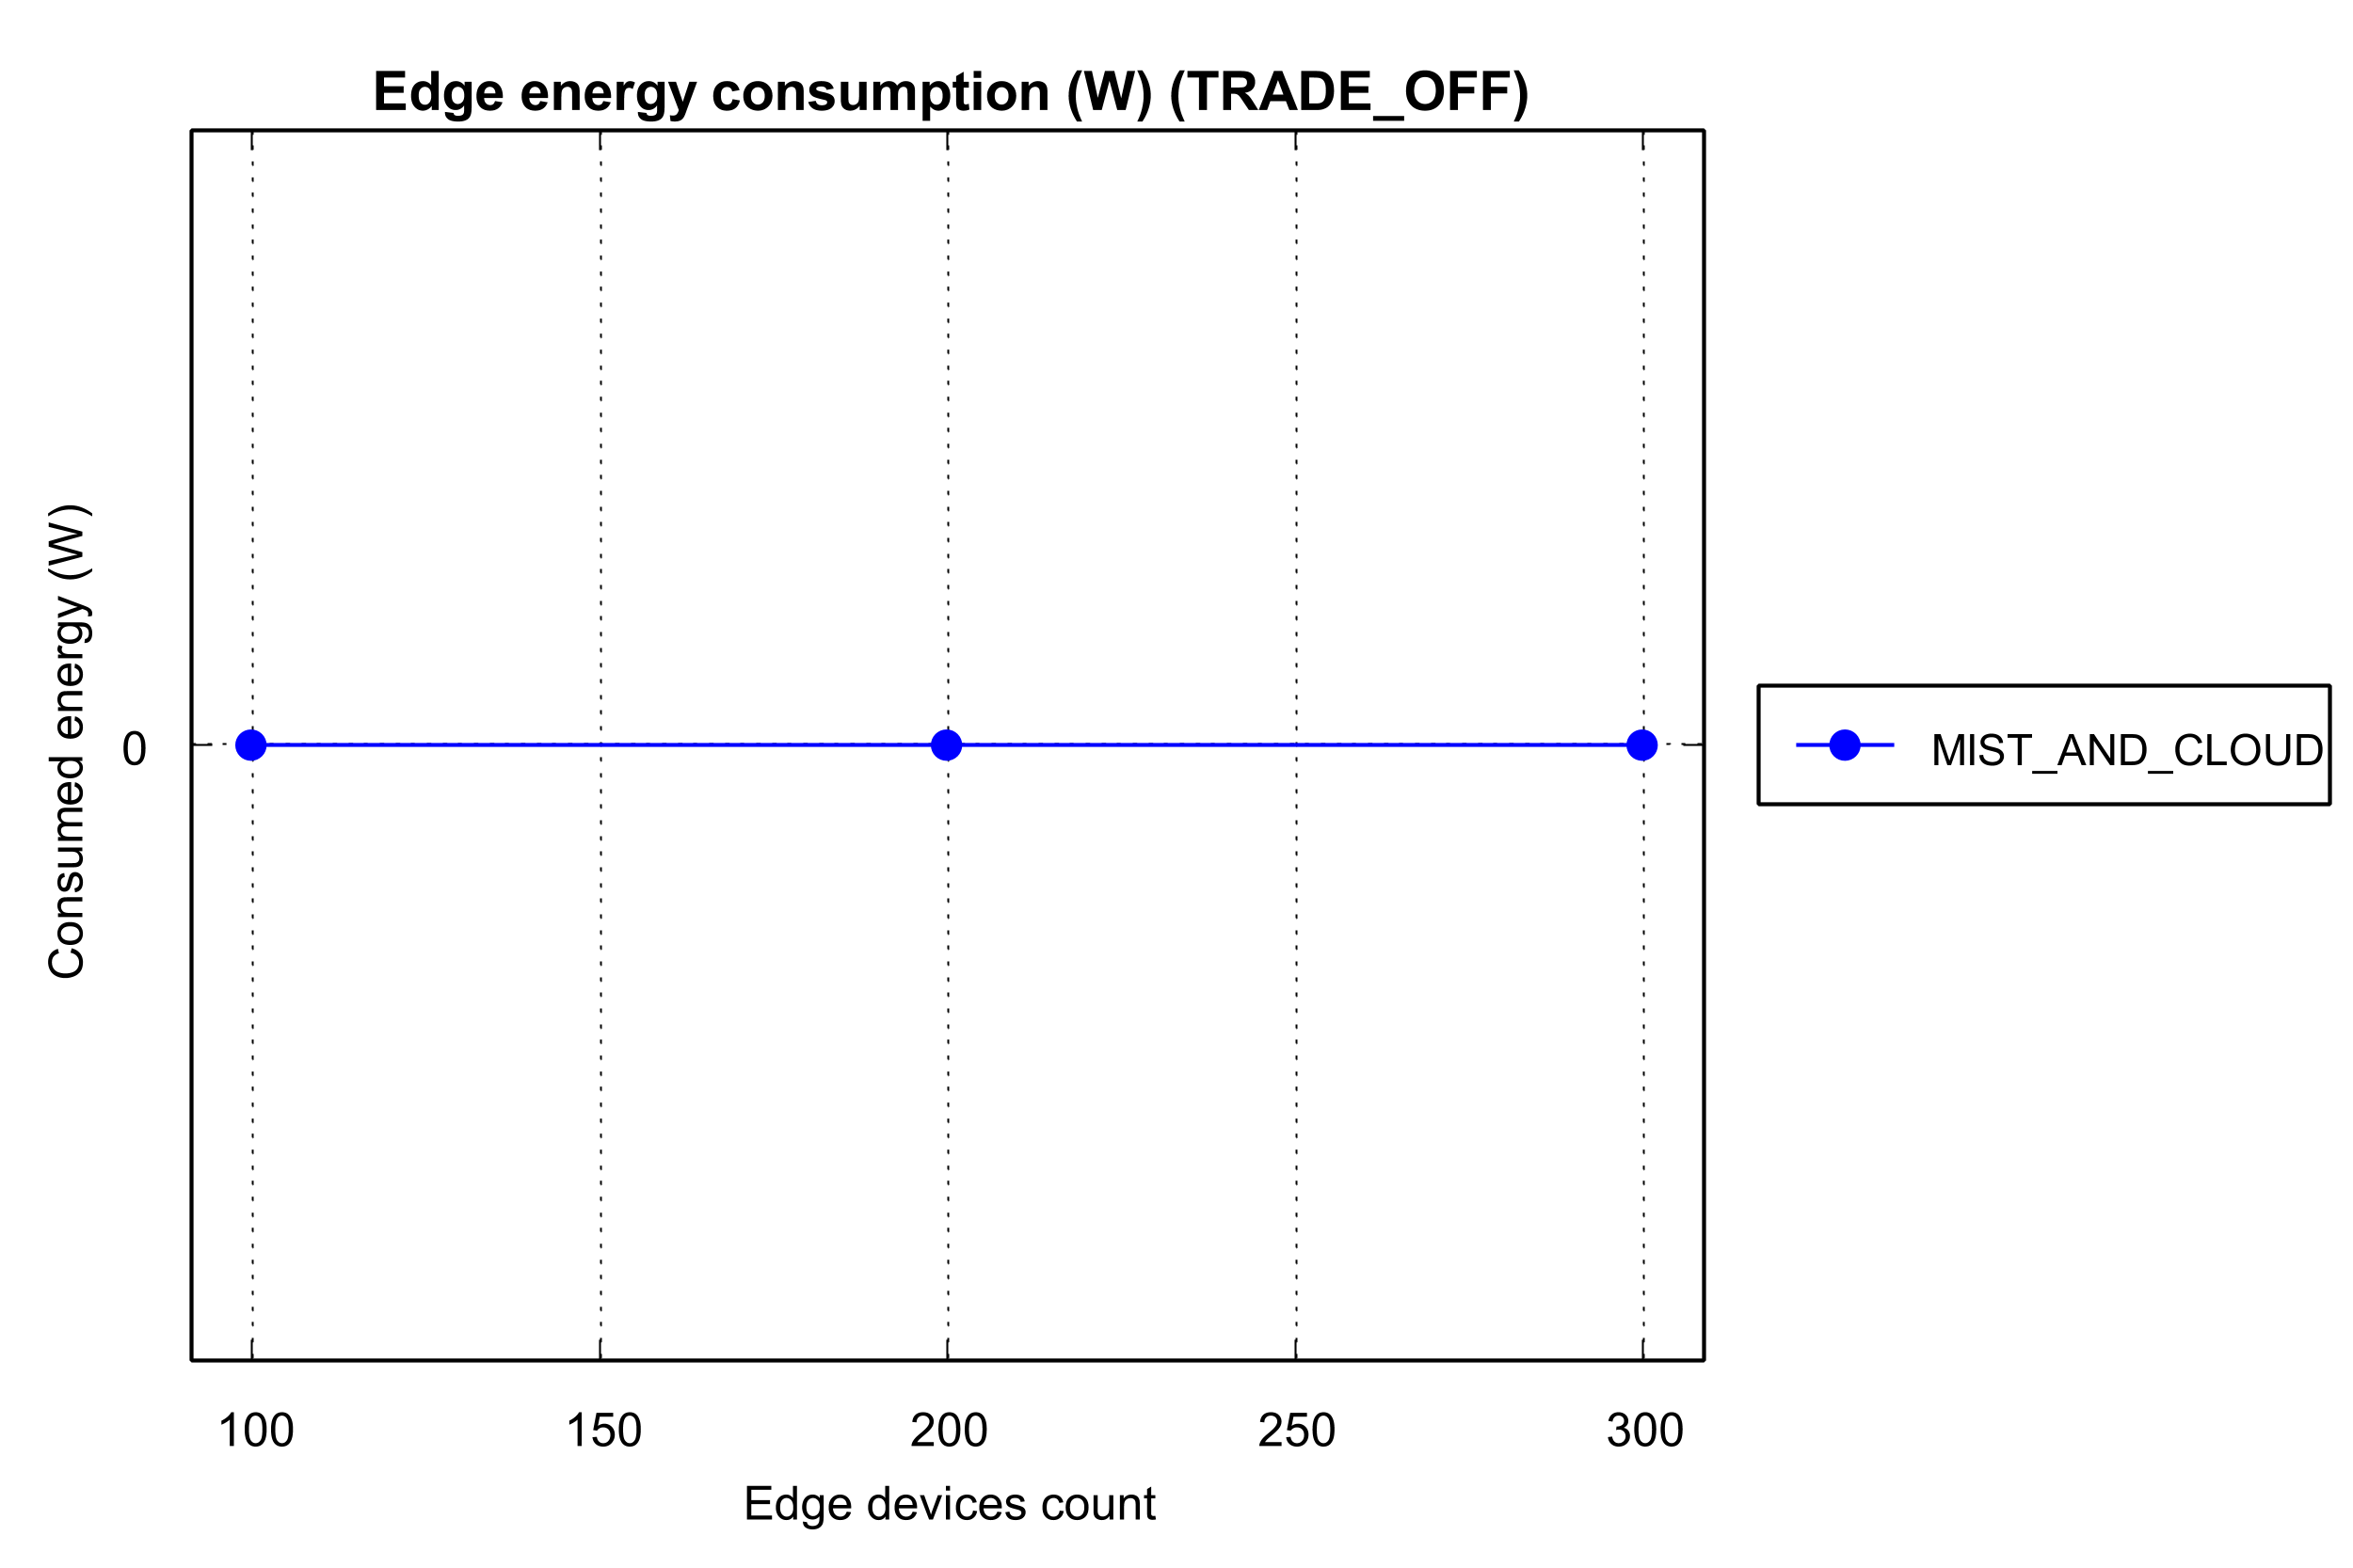 Edge energy consumption (W) (TRADE_OFF)
Consumed energy (W)
0
MIST_AND_CLOUD
100 150 200 250 300
Edge devices count